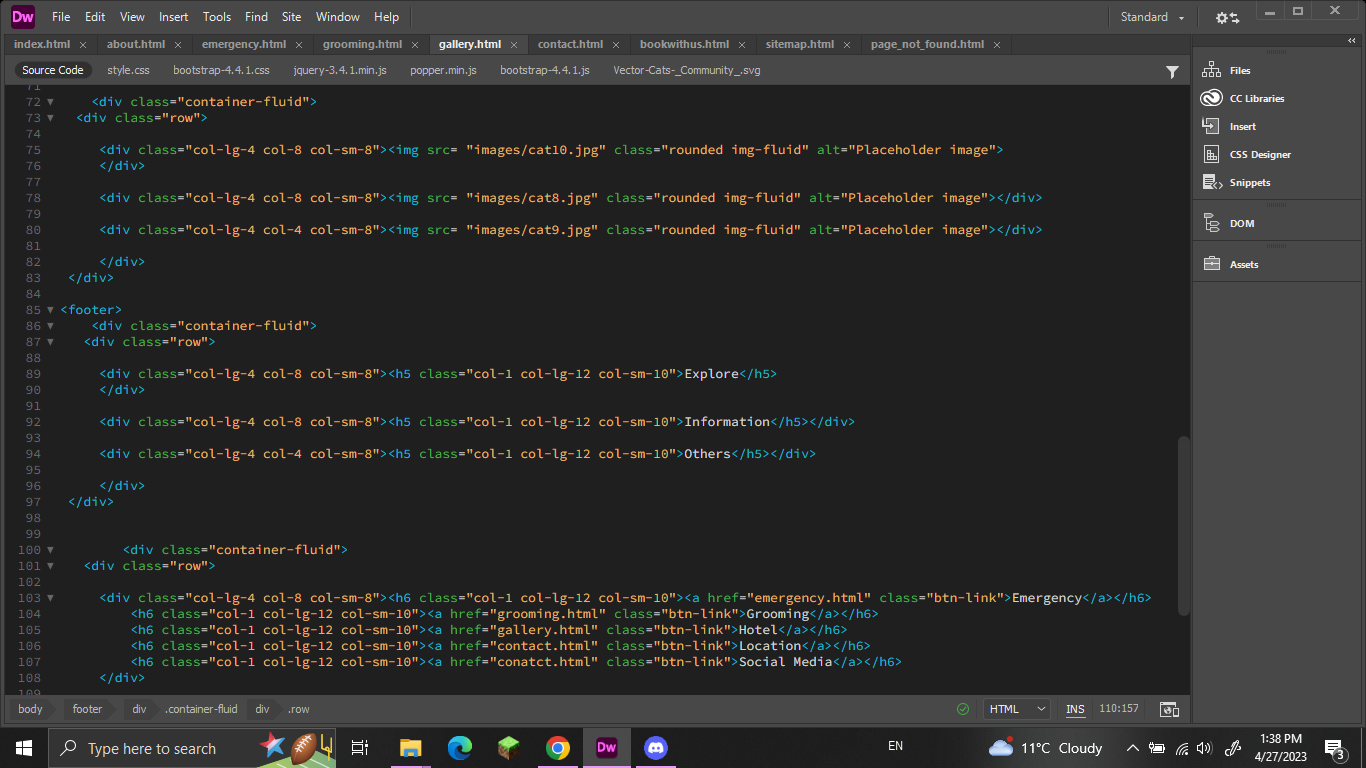 Dw File Edit View Insert Tools Find Site Window Help Standard
index.html about.html emergency.html grooming.html gallery.html contact.html bookwithus.html sitemap.html page_not_found.html
Source Code style.css bootstrap-4.4.1.css jquery-3.4.1.min.js popper.min.js bootstrap-4.4.1.js Vector-Cats-_Community_.svg
71
72 <div class="container-fluid">
73 <div class="row">
74
75 <div class="col-lg-4 col-8 col-sm-8"><img src= "images/cat10.jpg" class="rounded img-fluid" alt="Placeholder image">
76 </div>
77
78 <div class="col-lg-4 col-8 col-sm-8"><img src= "images/cat8.jpg" class="rounded img-fluid" alt="Placeholder image"></div>
79
80 <div class="col-lg-4 col-4 col-sm-8"><img src= "images/cat9.jpg" class="rounded img-fluid" alt="Placeholder image"></div>
81
82 </div>
83 </div>
84
85 <footer>
86 <div class="container-fluid">
87 <div class="row">
88
89 <div class="col-lg-4 col-8 col-sm-8"><h5 class="col-1 col-lg-12 col-sm-10">Explore</h5>
90 </div>
91
92 <div class="col-lg-4 col-8 col-sm-8"><h5 class="col-1 col-lg-12 col-sm-10">Information</h5></div>
93
94 <div class="col-lg-4 col-4 col-sm-8"><h5 class="col-1 col-lg-12 col-sm-10">Others</h5></div>
95
96 </div>
97 </div>
98
99
100 <div class="container-fluid">
101 <div class="row">
102
103 <div class="col-lg-4 col-8 col-sm-8"><h6 class="col-1 col-lg-12 col-sm-10"><a href="emergency.html" class="btn-link">Emergency</a></h6>
104 <h6 class="col-1 col-lg-12 col-sm-10"><a href="grooming.html" class="btn-link">Grooming</a></h6>
105 <h6 class="col-1 col-lg-12 col-sm-10"><a href="gallery.html" class="btn-link">Hotel</a></h6>
106 <h6 class="col-1 col-lg-12 col-sm-10"><a href="contact.html" class="btn-link">Location</a></h6>
107 <h6 class="col-1 col-lg-12 col-sm-10"><a href="conatct.html" class="btn-link">Social Media</a></h6>
108 </div>
109
Files
CC Libraries
Insert
CSS Designer
Snippets
DOM
Assets
body footer div .container-fluid div .row HTML INS 110:157
Type here to search
Dw
EN
11°C Cloudy
1:38 PM
4/27/2023
3